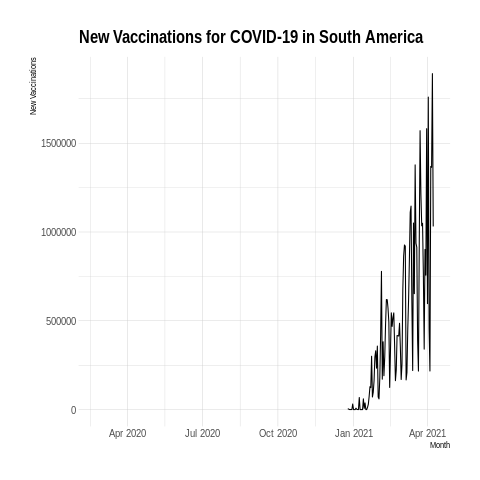 New Vaccinations for COVID-19 in South America
New Vaccinations
1500000
1000000
500000
0
Apr 2020 Jul 2020 Oct 2020 Jan 2021 Apr 2021
Month